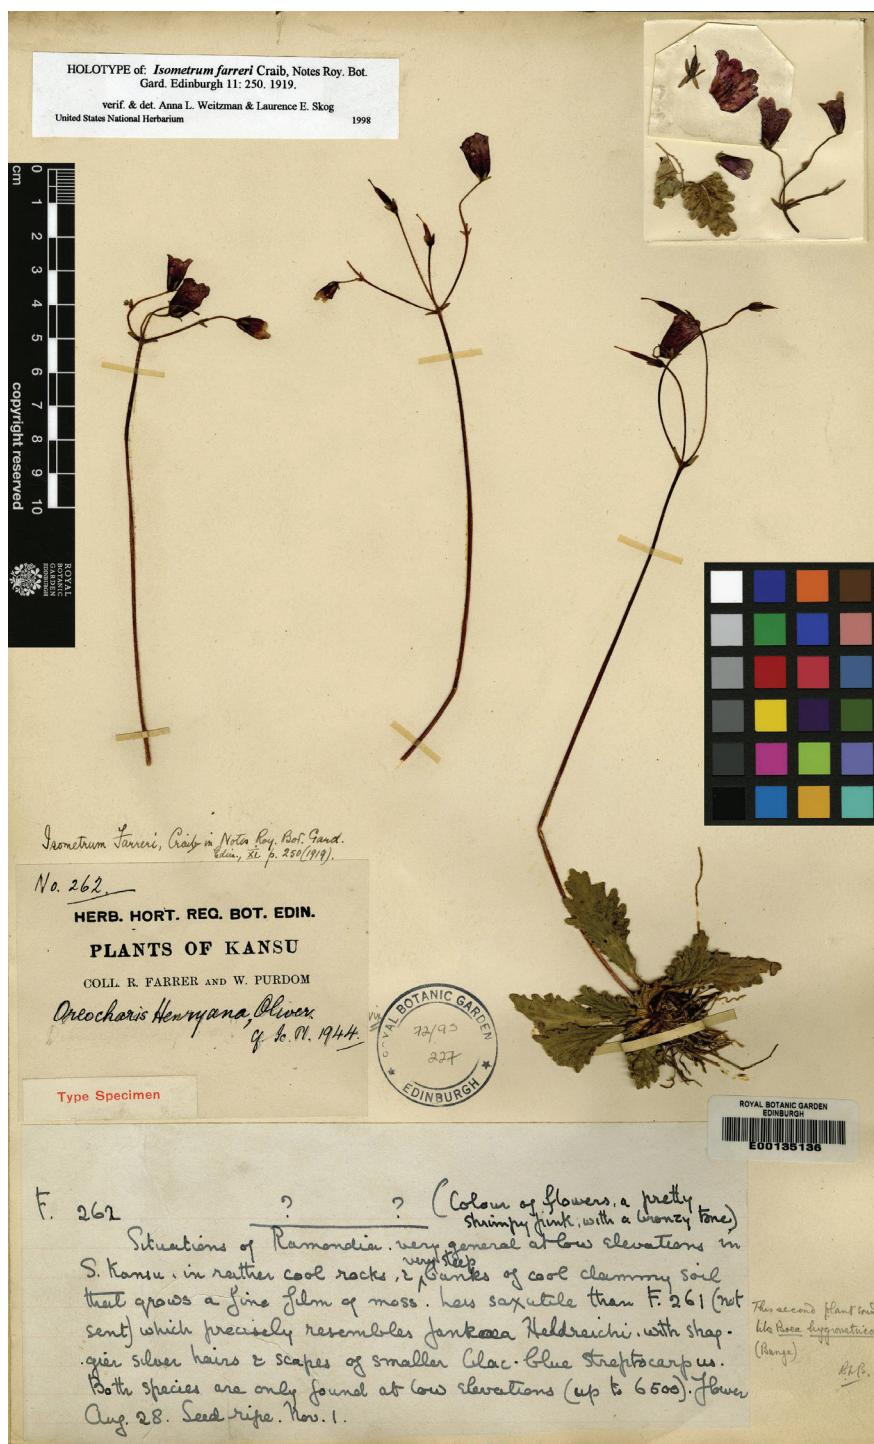 HOLOTYPE of: Isometrum farreri Craib, Notes Roy. Bot.
Gard. Edinburgh 11: 250. 1919.
verif. & det. Anna L. Weitzman & Laurence E. Skog
United States National Herbarium 1998
0 cm
1
2
3
4
5
6
7
8
9
10
copyright reserved
ROYAL
BOTANIC
GARDEN
EDINBURGH
Isometrum Farreri, Craib in Notes Roy. Bot. Gard.
Edin., XI p. 250 (1919).
No. 262.
HERB. HORT. REG. BOT. EDIN.
PLANTS OF KANSU
COLL. R. FARRER AND W. PURDOM
Oreocharis Henryana, Oliver.
cf Ic. Pl. 1944.
Type Specimen
ROYAL BOTANIC GARDEN
72/93
227
EDINBURGH
ROYAL BOTANIC GARDEN
EDINBURGH
E00135136
F. 262 ? ? (Colour of flowers, a pretty
shrimpy pink, with a bronzy tone)
Situations of Ramondia. very general at low elevations in
S. Kansu. in rather cool rocks, & very steep banks of cool clammy soil
that grows a fine film of moss. Less saxatile than F. 261 (not
sent) which precisely resembles Jankaea Heldreichi. with shag-
gier silver hairs & scapes of smaller lilac-blue Streptocarpus.
Both species are only found at low elevations (up to 6500). Flower
Aug. 28. Seed ripe. Nov. 1.
This second plant
like Boea hygrometrica
(Bunge)